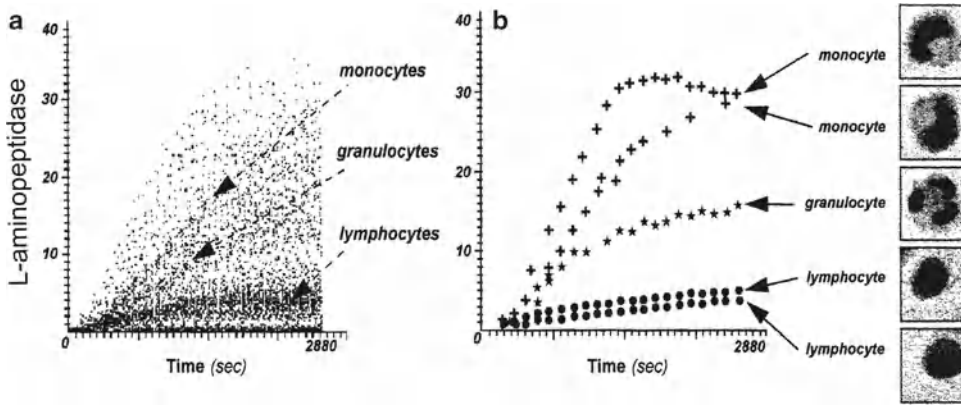 a
L-aminopeptidase
40
30
20
10
0
2880
Time (sec)
monocytes
granulocytes
lymphocytes
b
40
30
20
10
0
2880
Time (sec)
monocyte
monocyte
granulocyte
lymphocyte
lymphocyte